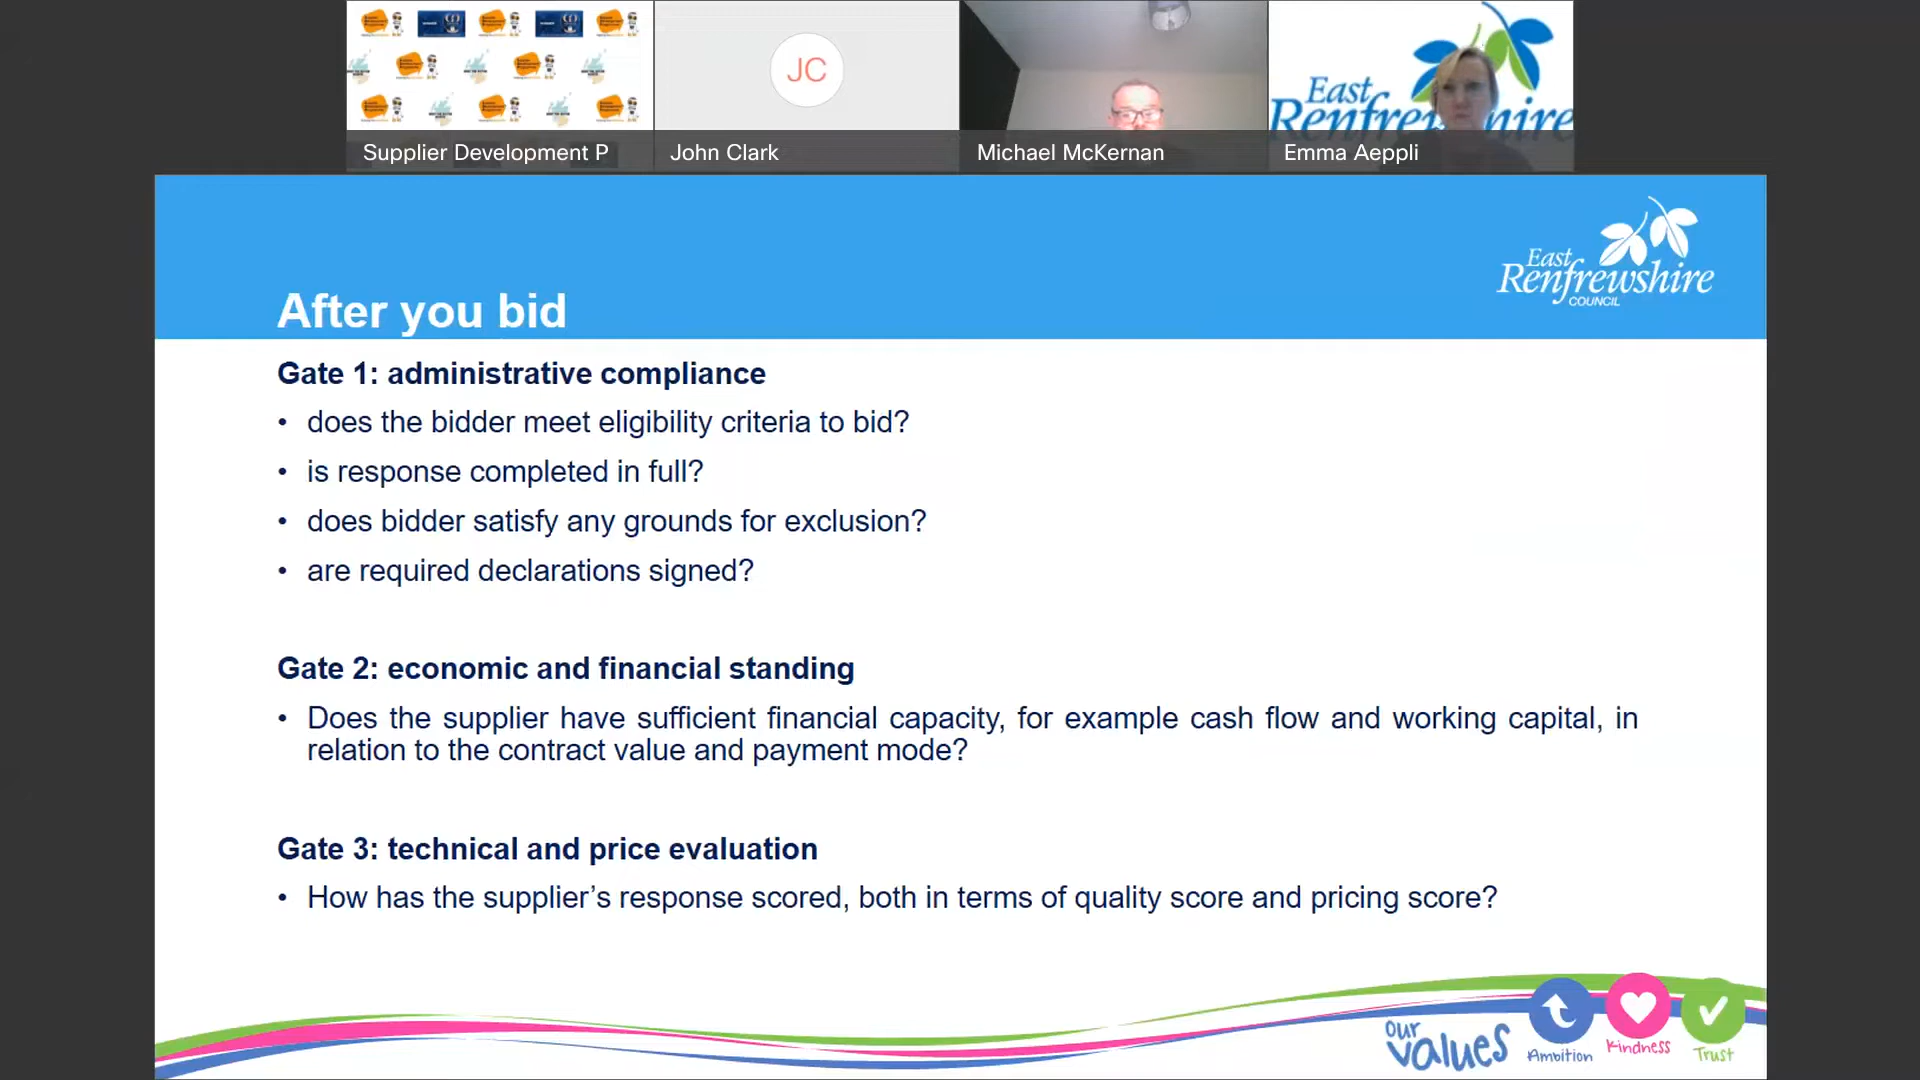 Supplier Development P
JC
John Clark
Michael McKernan
East
Renfrewshire
Emma Aeppli
East
Renfrewshire
COUNCIL
After you bid
Gate 1: administrative compliance
• does the bidder meet eligibility criteria to bid?
• is response completed in full?
• does bidder satisfy any grounds for exclusion?
• are required declarations signed?
Gate 2: economic and financial standing
• Does the supplier have sufficient financial capacity, for example cash flow and working capital, in
relation to the contract value and payment mode?
Gate 3: technical and price evaluation
• How has the supplier’s response scored, both in terms of quality score and pricing score?
our
values
Ambition
Kindness
Trust